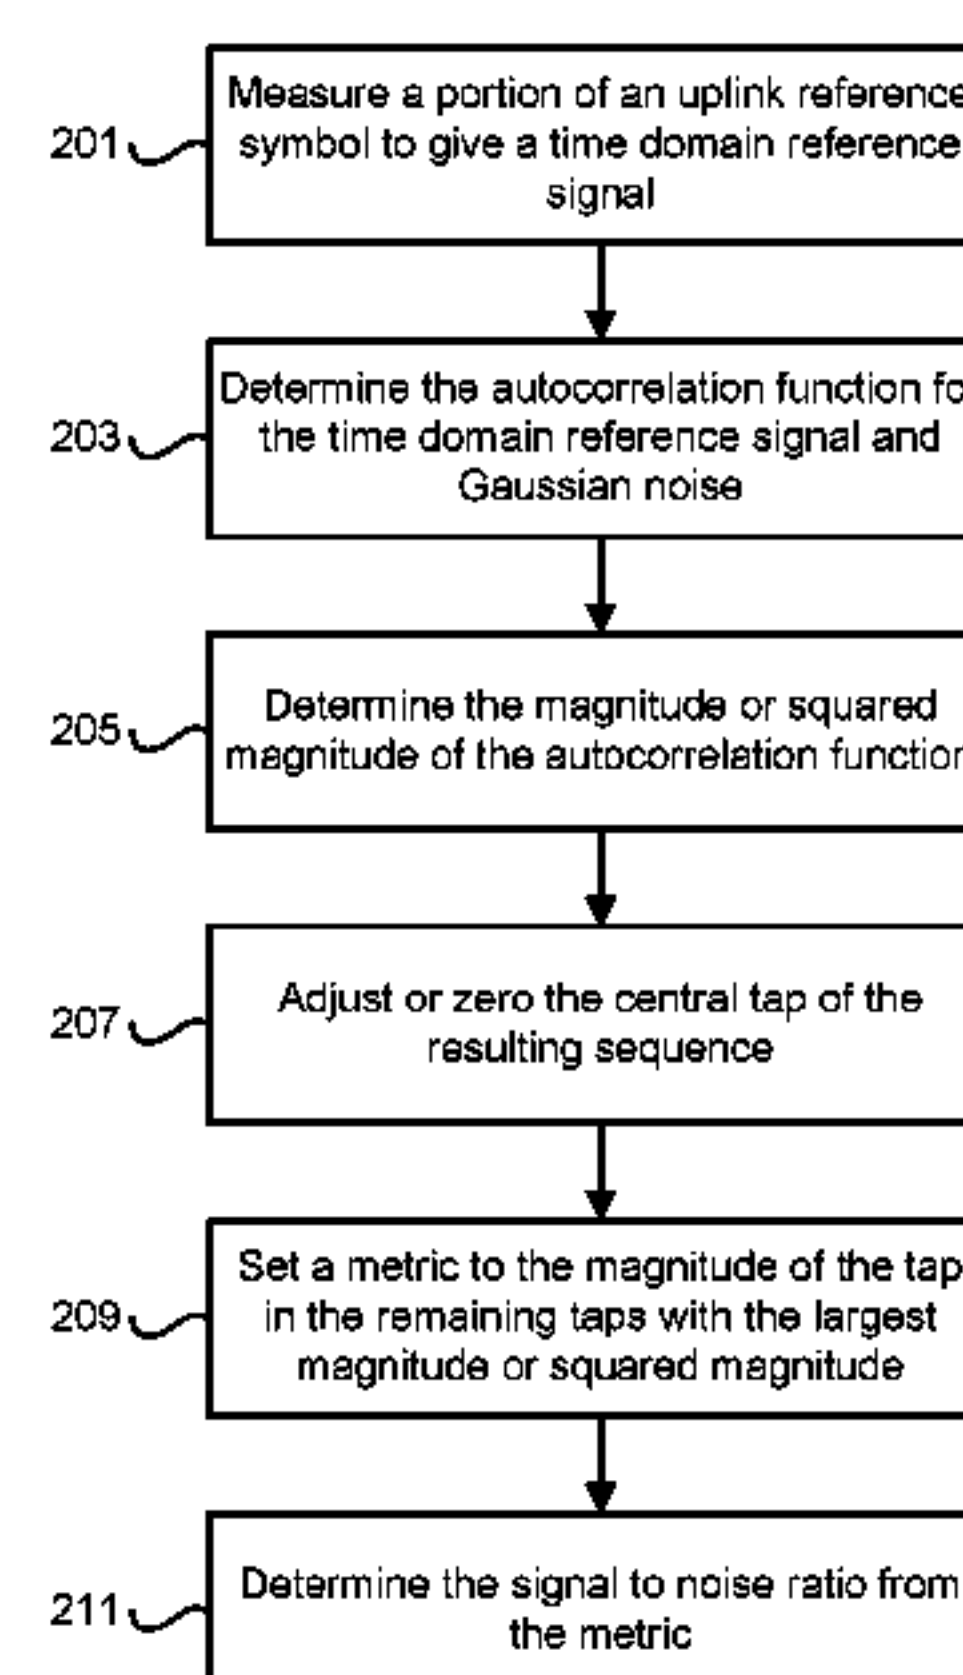 201
Measure a portion of an uplink reference
symbol to give a time domain reference
signal
203
Determine the autocorrelation function fo
the time domain reference signal and
Gaussian noise
205
Determine the magnitude or squared
magnitude of the autocorrelation function
207
Adjust or zero the central tap of the
resulting sequence
209
Set a metric to the magnitude of the tap
in the remaining taps with the largest
magnitude or squared magnitude
211
Determine the signal to noise ratio from
the metric